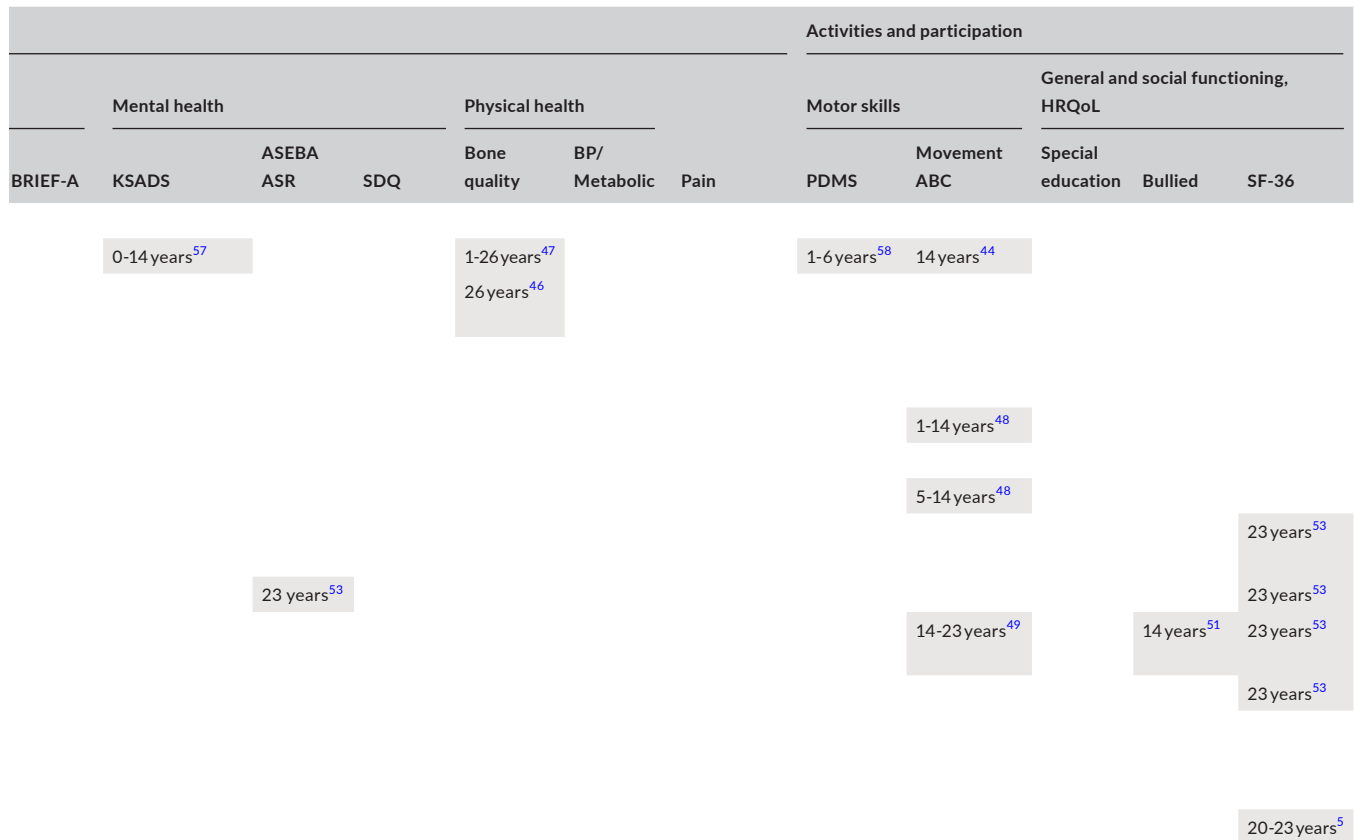 Activities and participation
General and social functioning,
Mental health Physical health Motor skills HRQoL
ASEBA Bone BP/ Movement Special
BRIEF-A KSADS ASR SDQ quality Metabolic Pain PDMS ABC education Bullied SF-36
0-14 years57 1-26 years47 1-6 years58 14 years44
26 years46
1-14 years48
5-14 years48
23 years53
23 years53 23 years53
14-23 years49 14 years51 23 years53
23 years53
20-23 years5